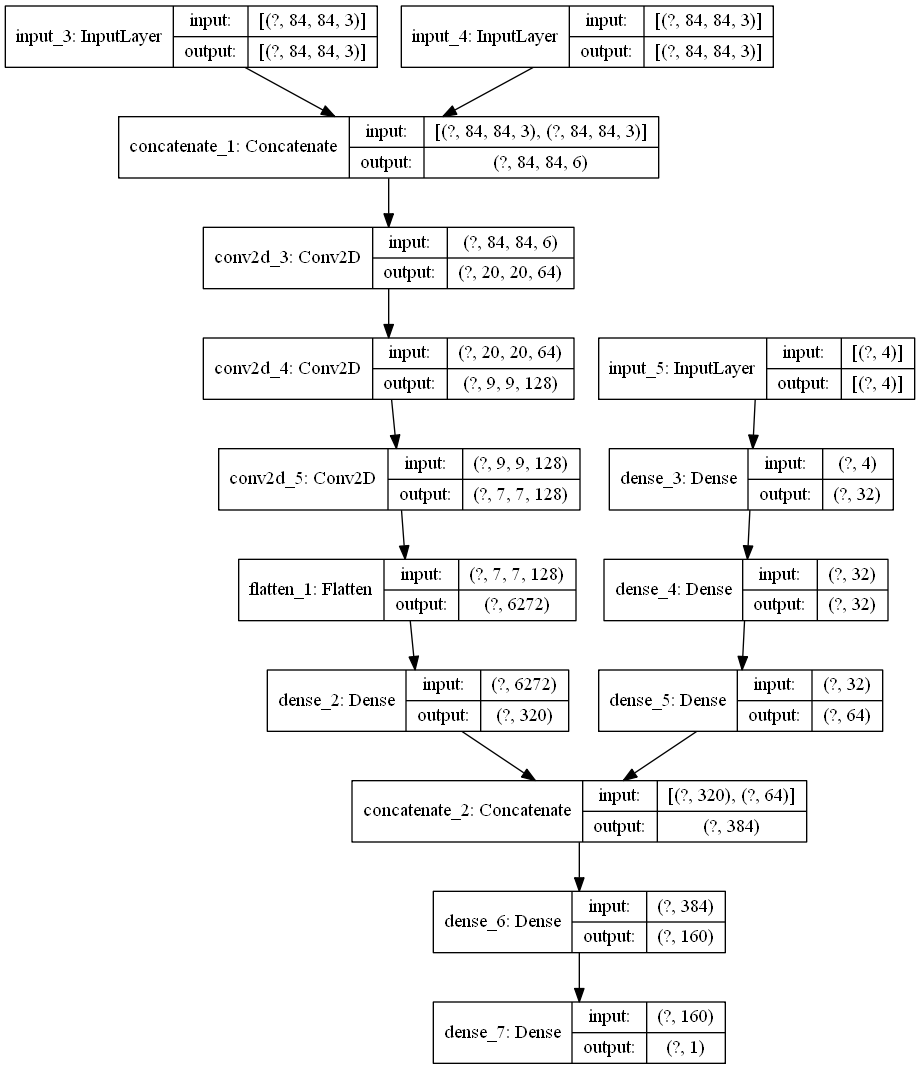 input_3: InputLayer
input:
[(?, 84, 84, 3)]
output:
[(?, 84, 84, 3)]
input_4: InputLayer
input:
[(?, 84, 84, 3)]
output:
[(?, 84, 84, 3)]
concatenate_1: Concatenate
input:
[(?, 84, 84, 3), (?, 84, 84, 3)]
output:
(?, 84, 84, 6)
conv2d_3: Conv2D
input:
(?, 84, 84, 6)
output:
(?, 20, 20, 64)
conv2d_4: Conv2D
input:
(?, 20, 20, 64)
output:
(?, 9, 9, 128)
input_5: InputLayer
input:
[(?, 4)]
output:
[(?, 4)]
conv2d_5: Conv2D
input:
(?, 9, 9, 128)
output:
(?, 7, 7, 128)
dense_3: Dense
input:
(?, 4)
output:
(?, 32)
flatten_1: Flatten
input:
(?, 7, 7, 128)
output:
(?, 6272)
dense_4: Dense
input:
(?, 32)
output:
(?, 32)
dense_2: Dense
input:
(?, 6272)
output:
(?, 320)
dense_5: Dense
input:
(?, 32)
output:
(?, 64)
concatenate_2: Concatenate
input:
[(?, 320), (?, 64)]
output:
(?, 384)
dense_6: Dense
input:
(?, 384)
output:
(?, 160)
dense_7: Dense
input:
(?, 160)
output:
(?, 1)